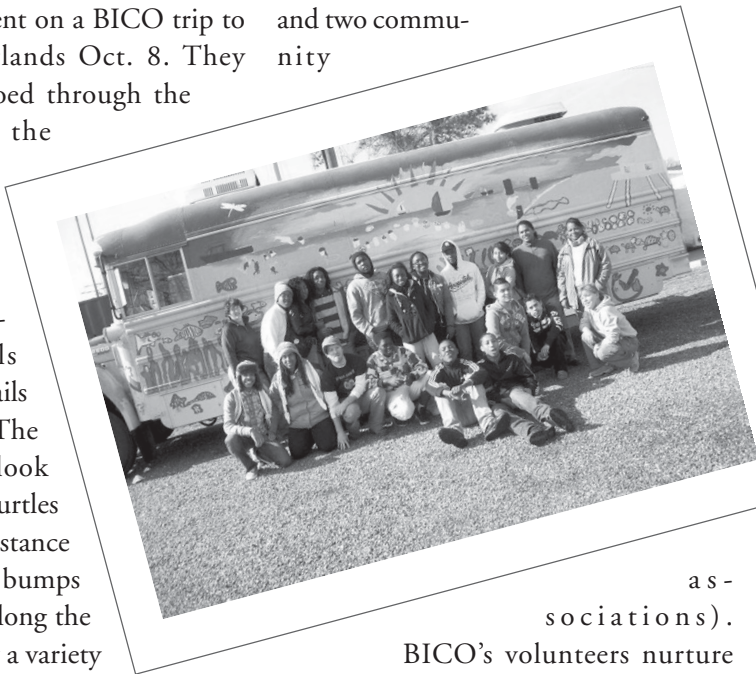 ent on a BICO trip to
lands Oct. 8. They
ped through the
the
-
ls
ils
The
look
urtles
stance
bumps
long the
a variety
and two commu-
nity
as-
sociations).
BICO’s volunteers nurture